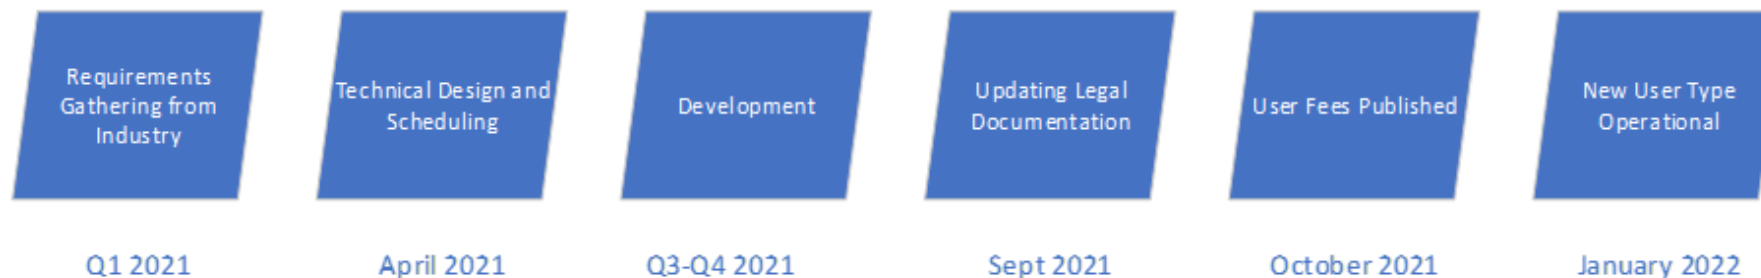 Requirements
Gathering from
Industry
Technical Design and
Scheduling
Development
Updating Legal
Documentation
User Fees Published
New User Type
Operational
Q1 2021
April 2021
Q3-Q4 2021
Sept 2021
October 2021
January 2022